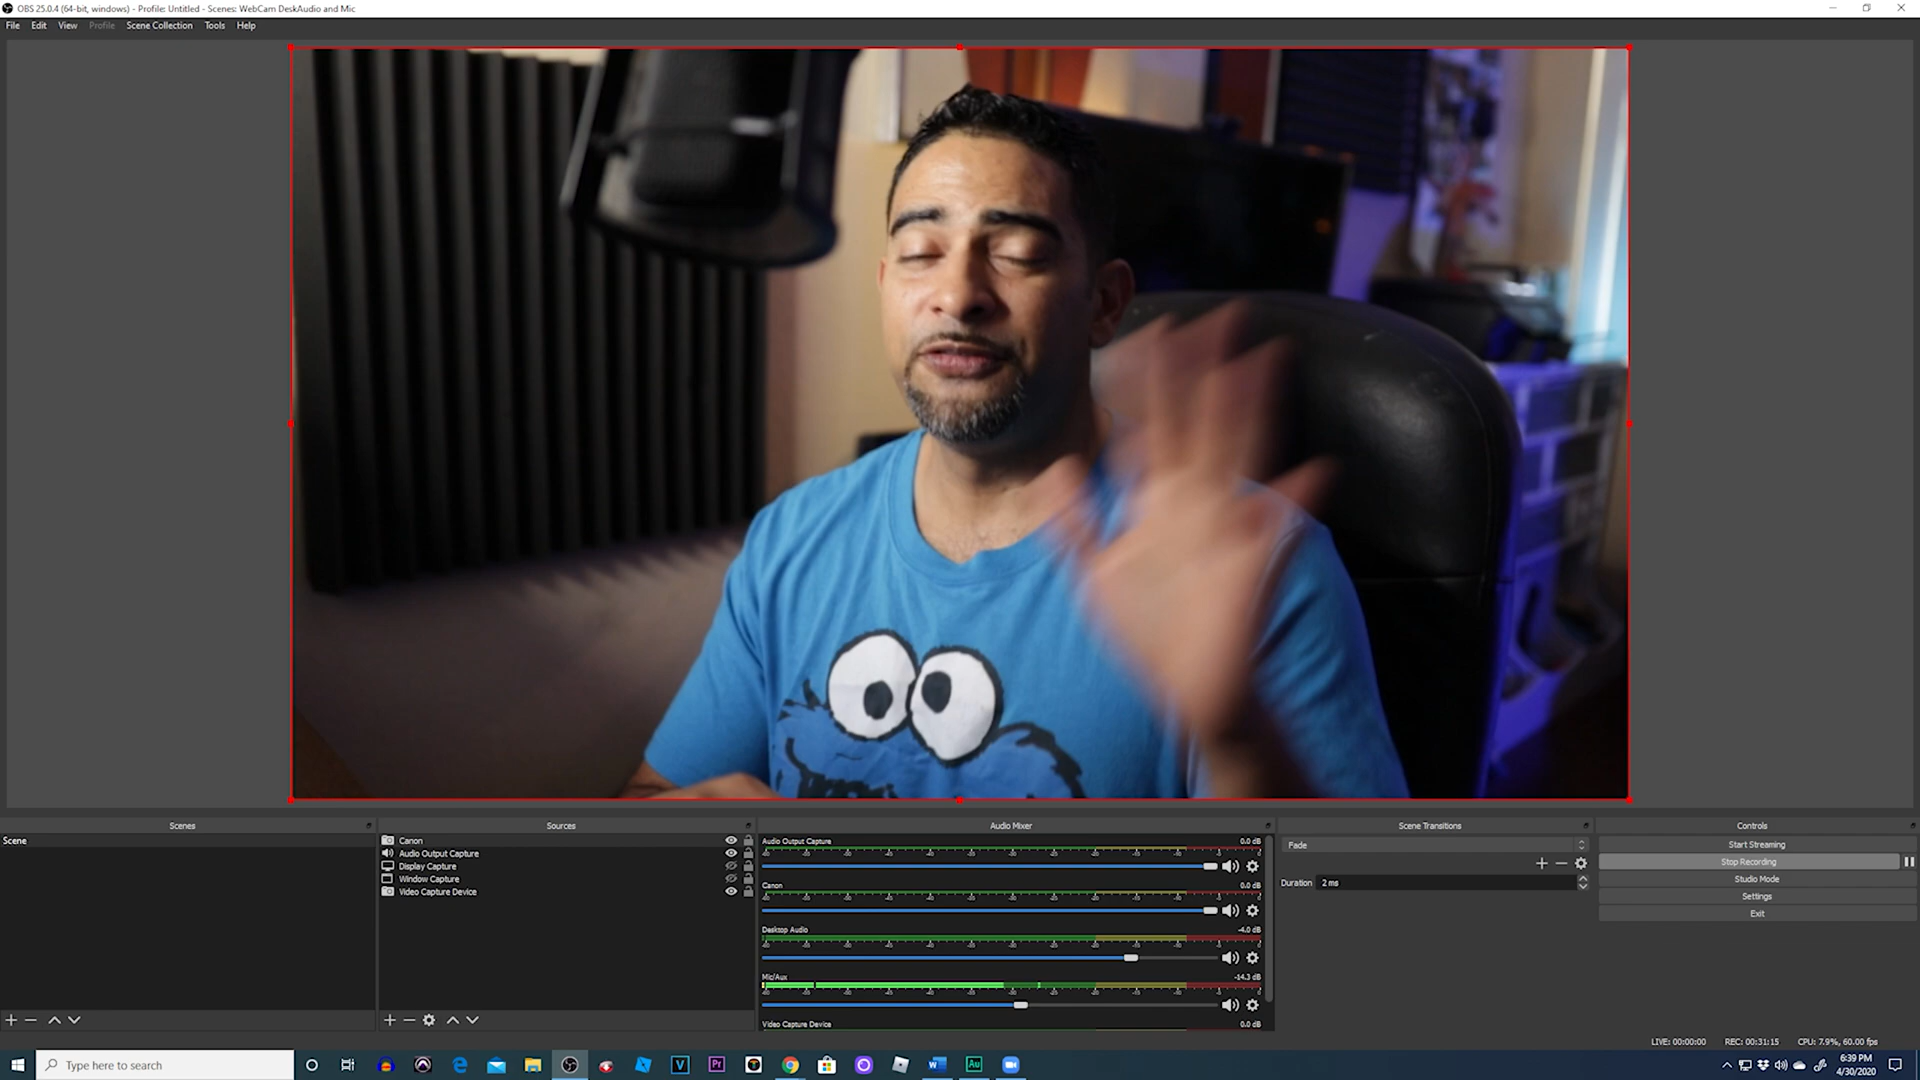 OBS 25.0.4 (64-bit, windows) - Profile: Untitled - Scenes: WebCam DeskAudio and Mic
File Edit View Profile Scene Collection Tools Help
Scenes
Scene
Sources
Canon
Audio Output Capture
Display Capture
Window Capture
Video Capture Device
Audio Mixer
Audio Output Capture 0.0 dB
Canon 0.0 dB
Desktop Audio -4.0 dB
Mic/Aux -14.3 dB
Video Capture Device 0.0 dB
Scene Transitions
Fade
Duration 2 ms
Controls
Start Streaming
Stop Recording
Studio Mode
Settings
Exit
LIVE: 00:00:00 REC: 00:31:15 CPU: 7.9%, 60.00 fps
Type here to search
6:39 PM
4/30/2020